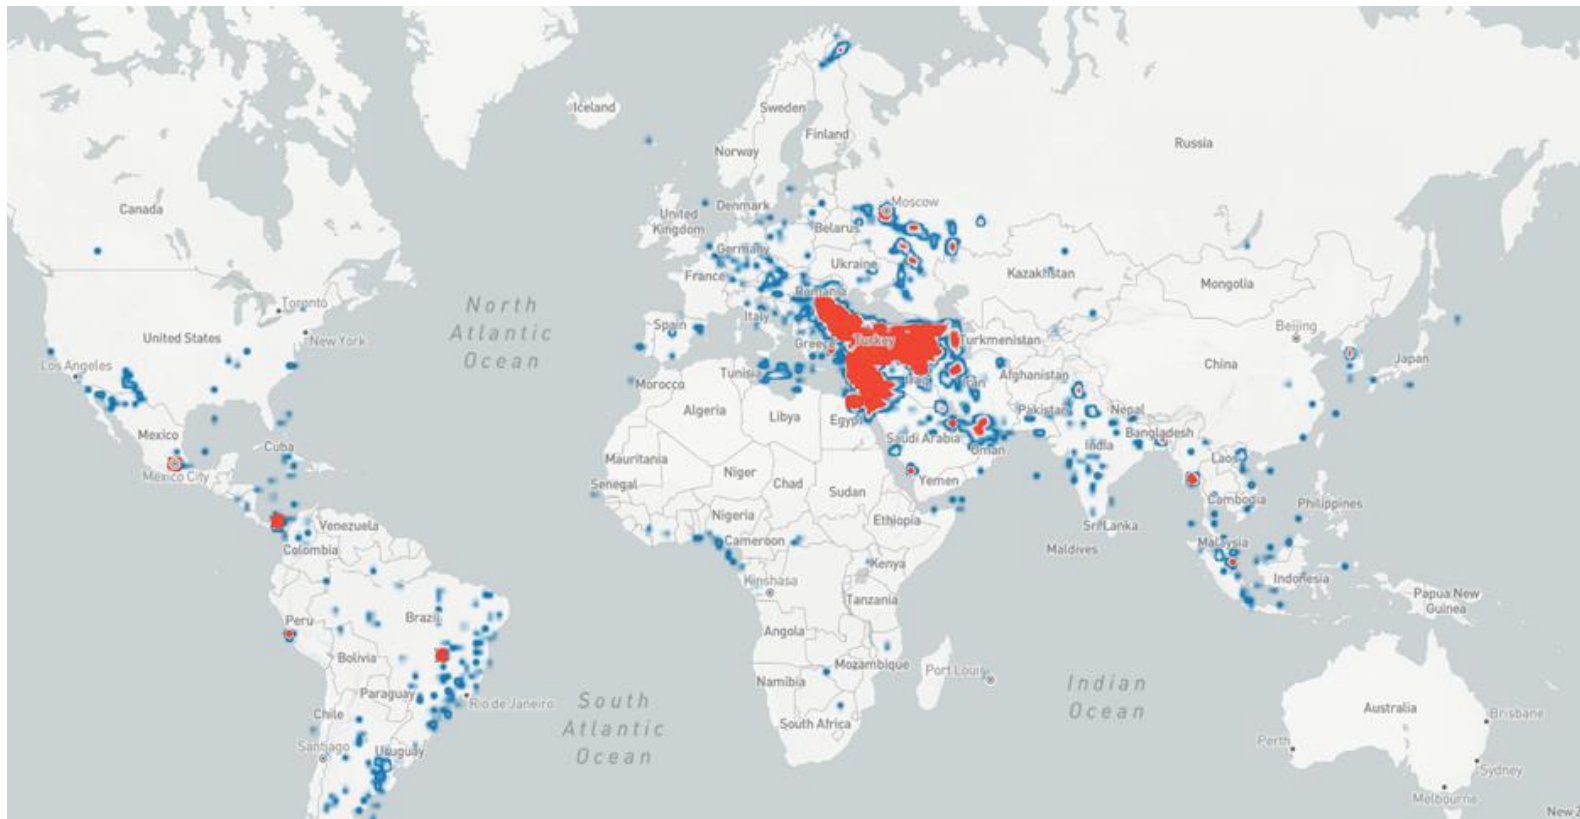 Iceland
Sweden
Finland
Norway
Russia
Canada
United
Kingdom
Denmark
Moscow
Belarus
Germany
Ukraine
France
Kazakhstan
Mongolia
Romania
North
Atlantic
Ocean
Toronto
New York
United States
Los Angeles
Spain
Italy
Greece
Turkey
Turkmenistan
Beijing
Japan
China
Tunisia
Morocco
Iraq
Iran
Afghanistan
Algeria
Libya
Egypt
Pakistan
Nepal
Mexico
Cuba
Saudi Arabia
Oman
India
Bangladesh
Mexico City
Mauritania
Niger
Chad
Sudan
Yemen
Laos
Senegal
Nigeria
Ethiopia
Cambodia
Philippines
Venezuela
Colombia
Cameroon
Sri Lanka
Maldives
Malaysia
Kenya
Kinshasa
Indonesia
Tanzania
Papua New
Guinea
Peru
Brazil
Angola
Bolivia
Mozambique
Port Louis
Namibia
Paraguay
Rio de Janeiro
South
Atlantic
Ocean
Indian
Ocean
Chile
South Africa
Australia
Brisbane
Santiago
Uruguay
Perth
Sydney
Melbourne